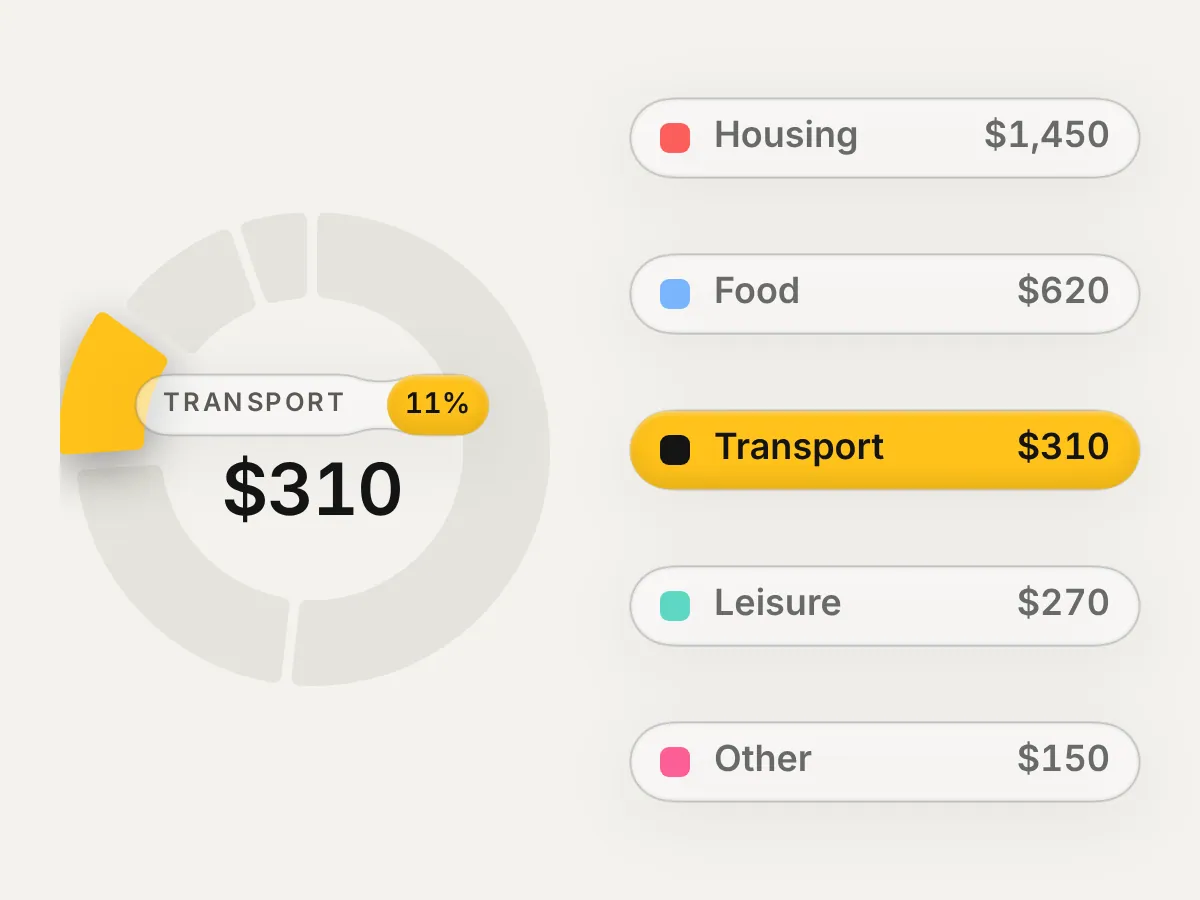 TRANSPORT 11%
$310
Housing $1,450
Food $620
Transport $310
Leisure $270
Other $150